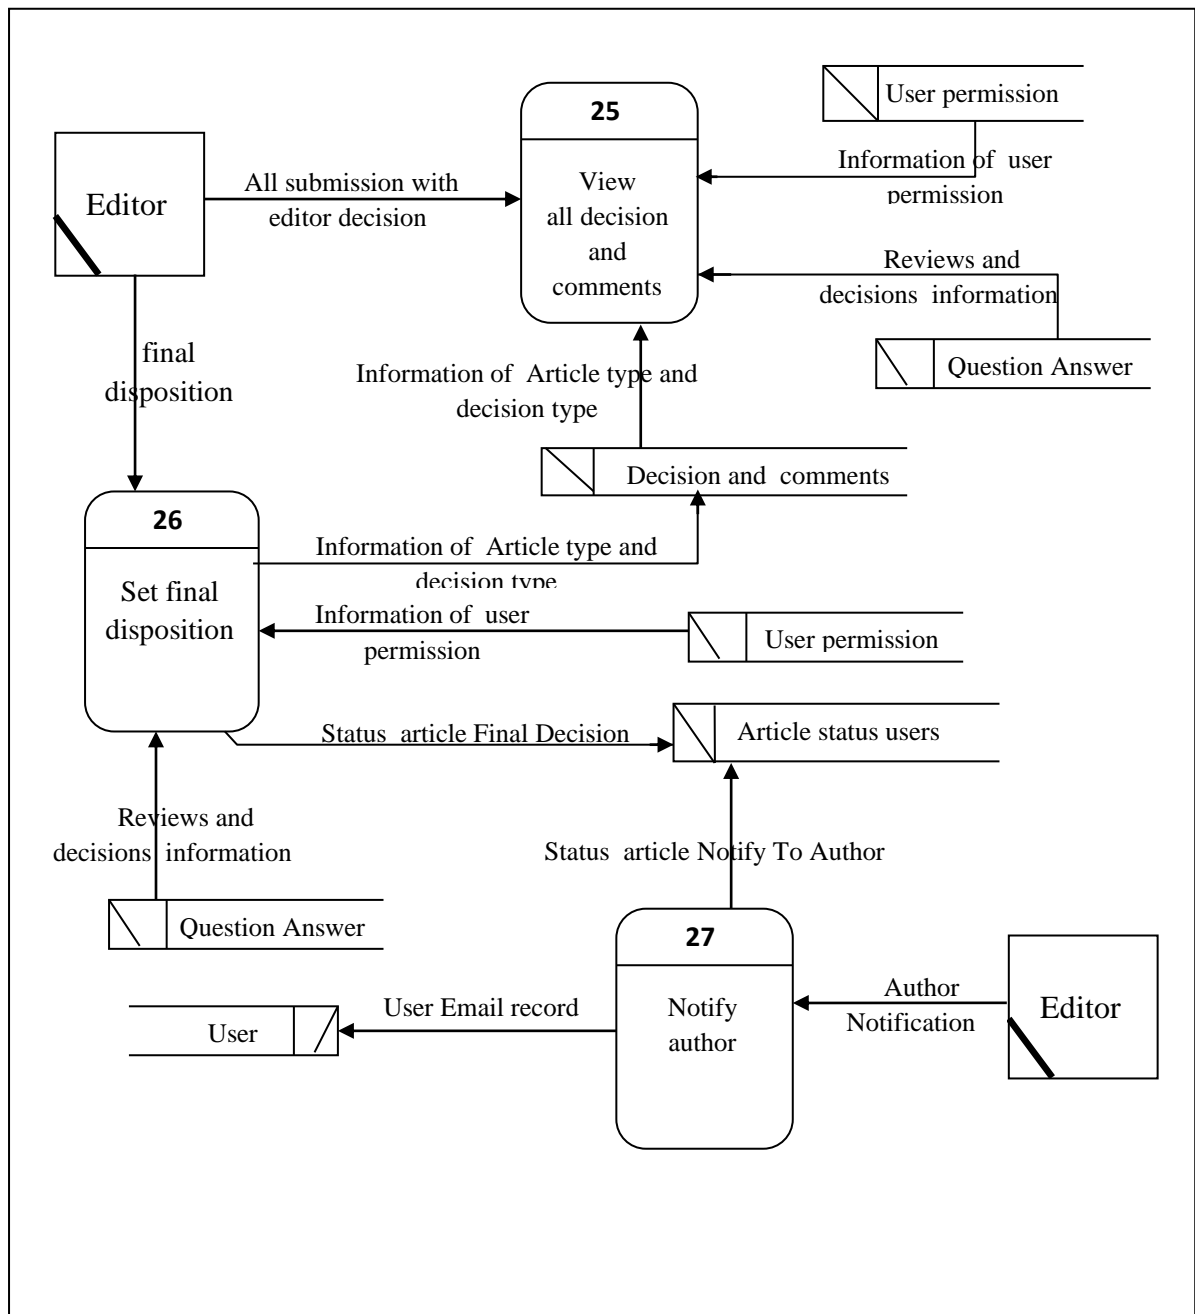 25
User permission
Editor
All submission with
editor decision
View
all decision
and
comments
Information of  user
permission
Reviews and
decisions  information
Question Answer
final
disposition
Information of  Article type and
decision type
Decision and  comments
26
Set final
disposition
Information of  Article type and
decision type
Information of  user
permission
User permission
Status  article Final Decision
Article status users
Reviews and
decisions  information
Status  article Notify To Author
Question Answer
27
Notify
author
Author
Notification
Editor
User Email record
User